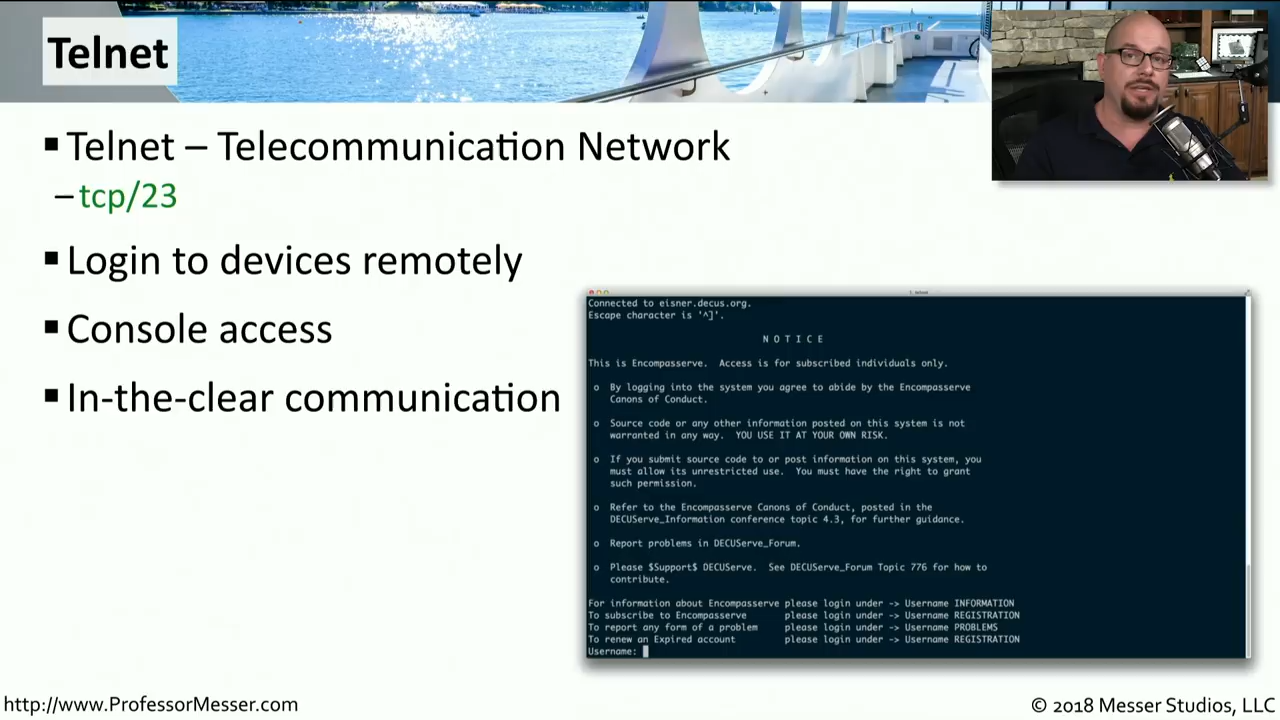 Telnet
▪ Telnet – Telecommunication Network
– tcp/23
▪ Login to devices remotely
▪ Console access
▪ In-the-clear communication
Connected to eisner.decus.org.
Escape character is '^]'.
N O T I C E
This is Encompasserve.  Access is for subscribed individuals only.
o  By logging into the system you agree to abide by the Encompasserve
Canons of Conduct.
o  Source code or any other information posted on this system is not
warranted in any way.  YOU USE IT AT YOUR OWN RISK.
o  If you submit source code to or post information on this system, you
must allow its unrestricted use.  You must have the right to grant
such permission.
o  Refer to the Encompasserve Canons of Conduct, posted in the
DECUServe_Information conference topic 4.3, for further guidance.
o  Report problems in DECUServe_Forum.
o  Please $Support$ DECUServe.  See DECUServe_Forum Topic 776 for how to
contribute.
For information about Encompasserve please login under -> Username INFORMATION
To subscribe to Encompasserve please login under -> Username REGISTRATION
To report any form of a problem please login under -> Username PROBLEMS
To renew an Expired account please login under -> Username REGISTRATION
Username:
http://www.ProfessorMesser.com
© 2018 Messer Studios, LLC